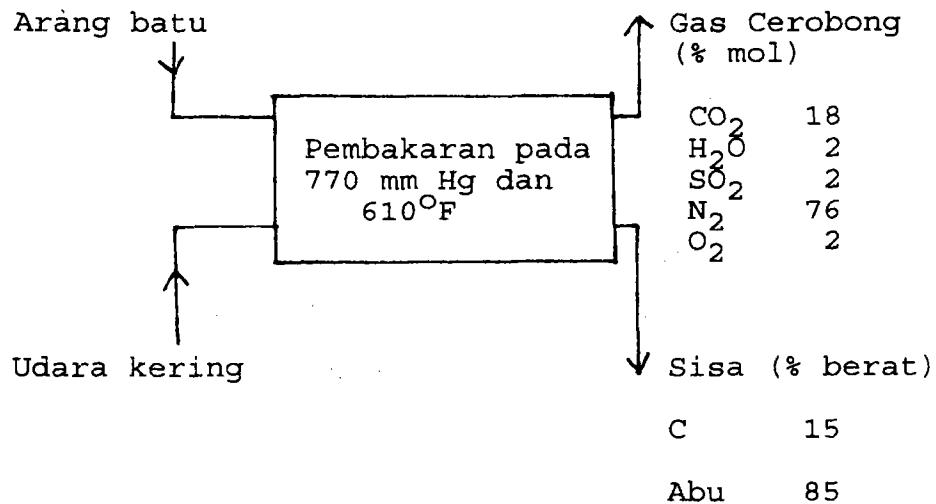 Arang batu
Gas Cerobong
(% mol)
CO2 18
H2O 2
SO2 2
N2 76
O2 2
Pembakaran pada
770 mm Hg dan
610°F
Udara kering
Sisa (% berat)
C 15
Abu 85